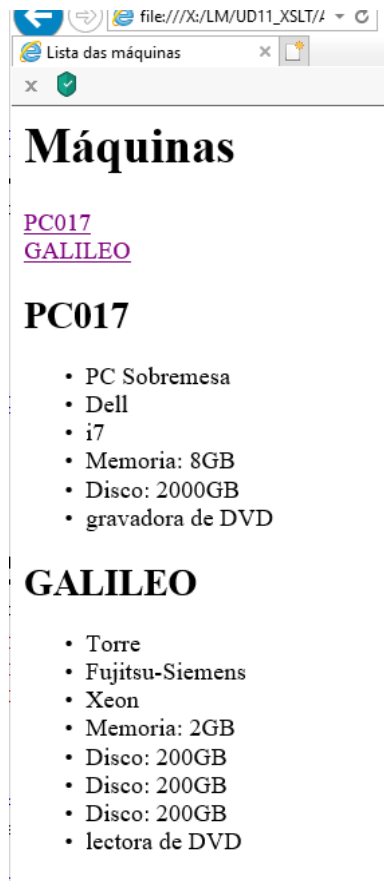 file:///X:/LM/UD11_XSLT/
Lista das máquinas
Máquinas
PC017
GALILEO
PC017
• PC Sobremesa
• Dell
• i7
• Memoria: 8GB
• Disco: 2000GB
• gravadora de DVD
GALILEO
• Torre
• Fujitsu-Siemens
• Xeon
• Memoria: 2GB
• Disco: 200GB
• Disco: 200GB
• Disco: 200GB
• lectora de DVD